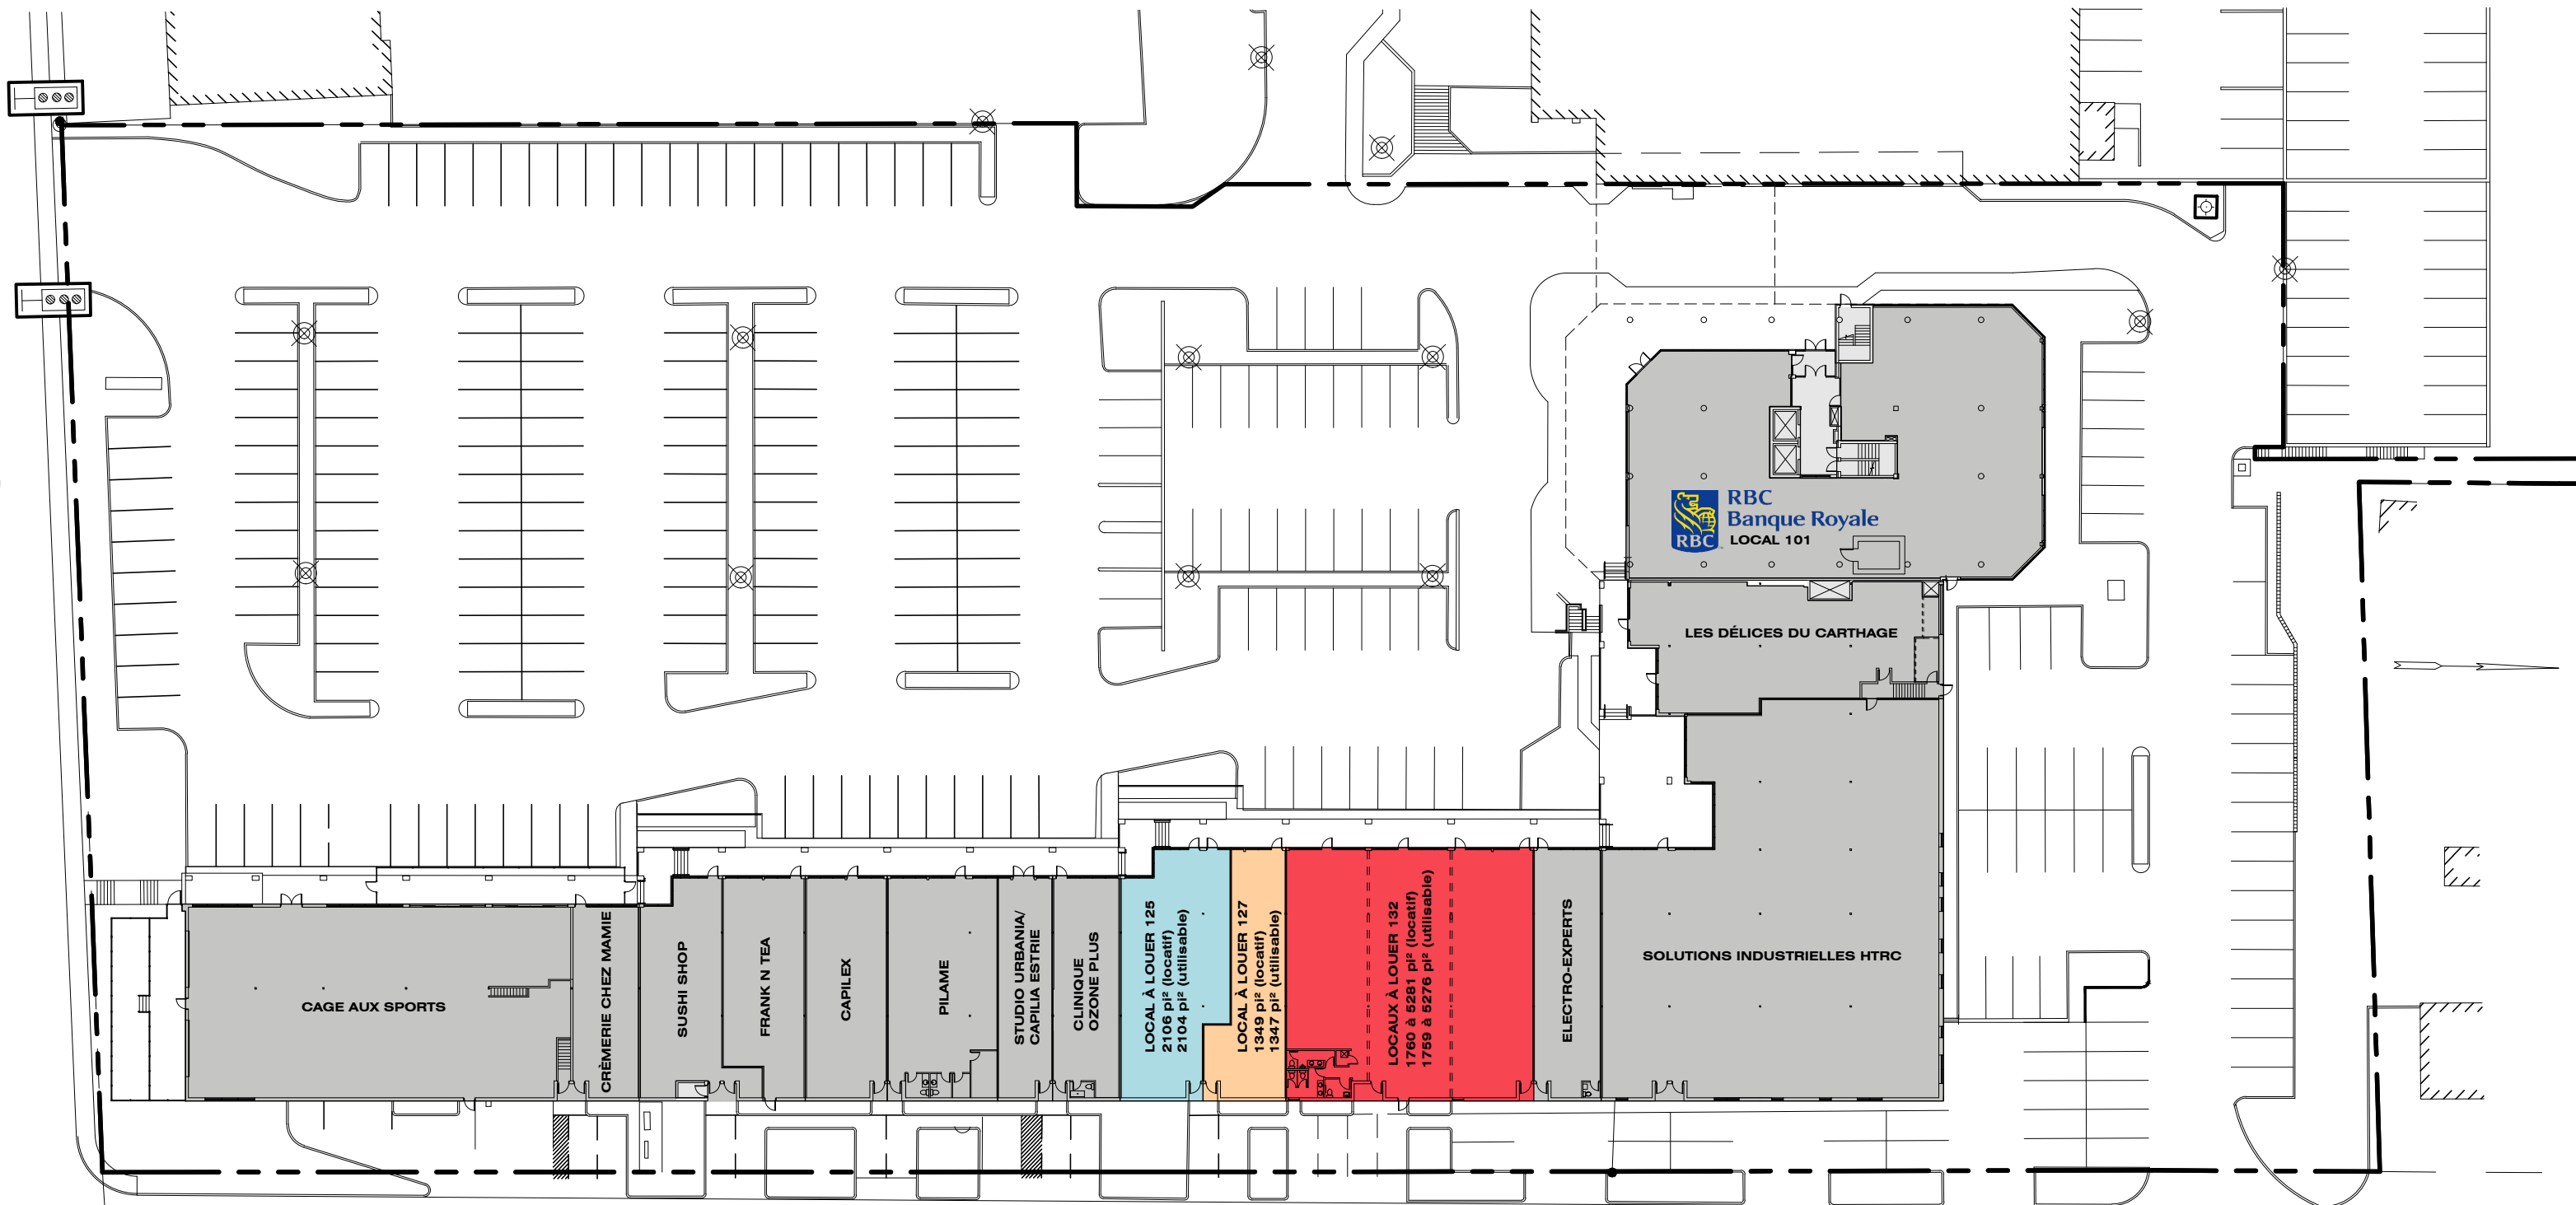 RBC
Banque Royale
RBC
LOCAL 101
LES DÉLICES DU CARTHAGE
CAGE AUX SPORTS
CRÈMERIE CHEZ MAMIE
SUSHI SHOP
FRANK N TEA
CAPILEX
PILAME
STUDIO URBANIA/
CAPILIA ESTRIE
CLINIQUE
OZONE PLUS
LOCAL À LOUER 125
2106 pi² (locatif)
2104 pi² (utilisable)
LOCAL À LOUER 127
1349 pi² (locatif)
1347 pi² (utilisable)
LOCAUX À LOUER 132
1760 à 5281 pi² (locatif)
1759 à 5276 pi² (utilisable)
ELECTRO-EXPERTS
SOLUTIONS INDUSTRIELLES HTRC